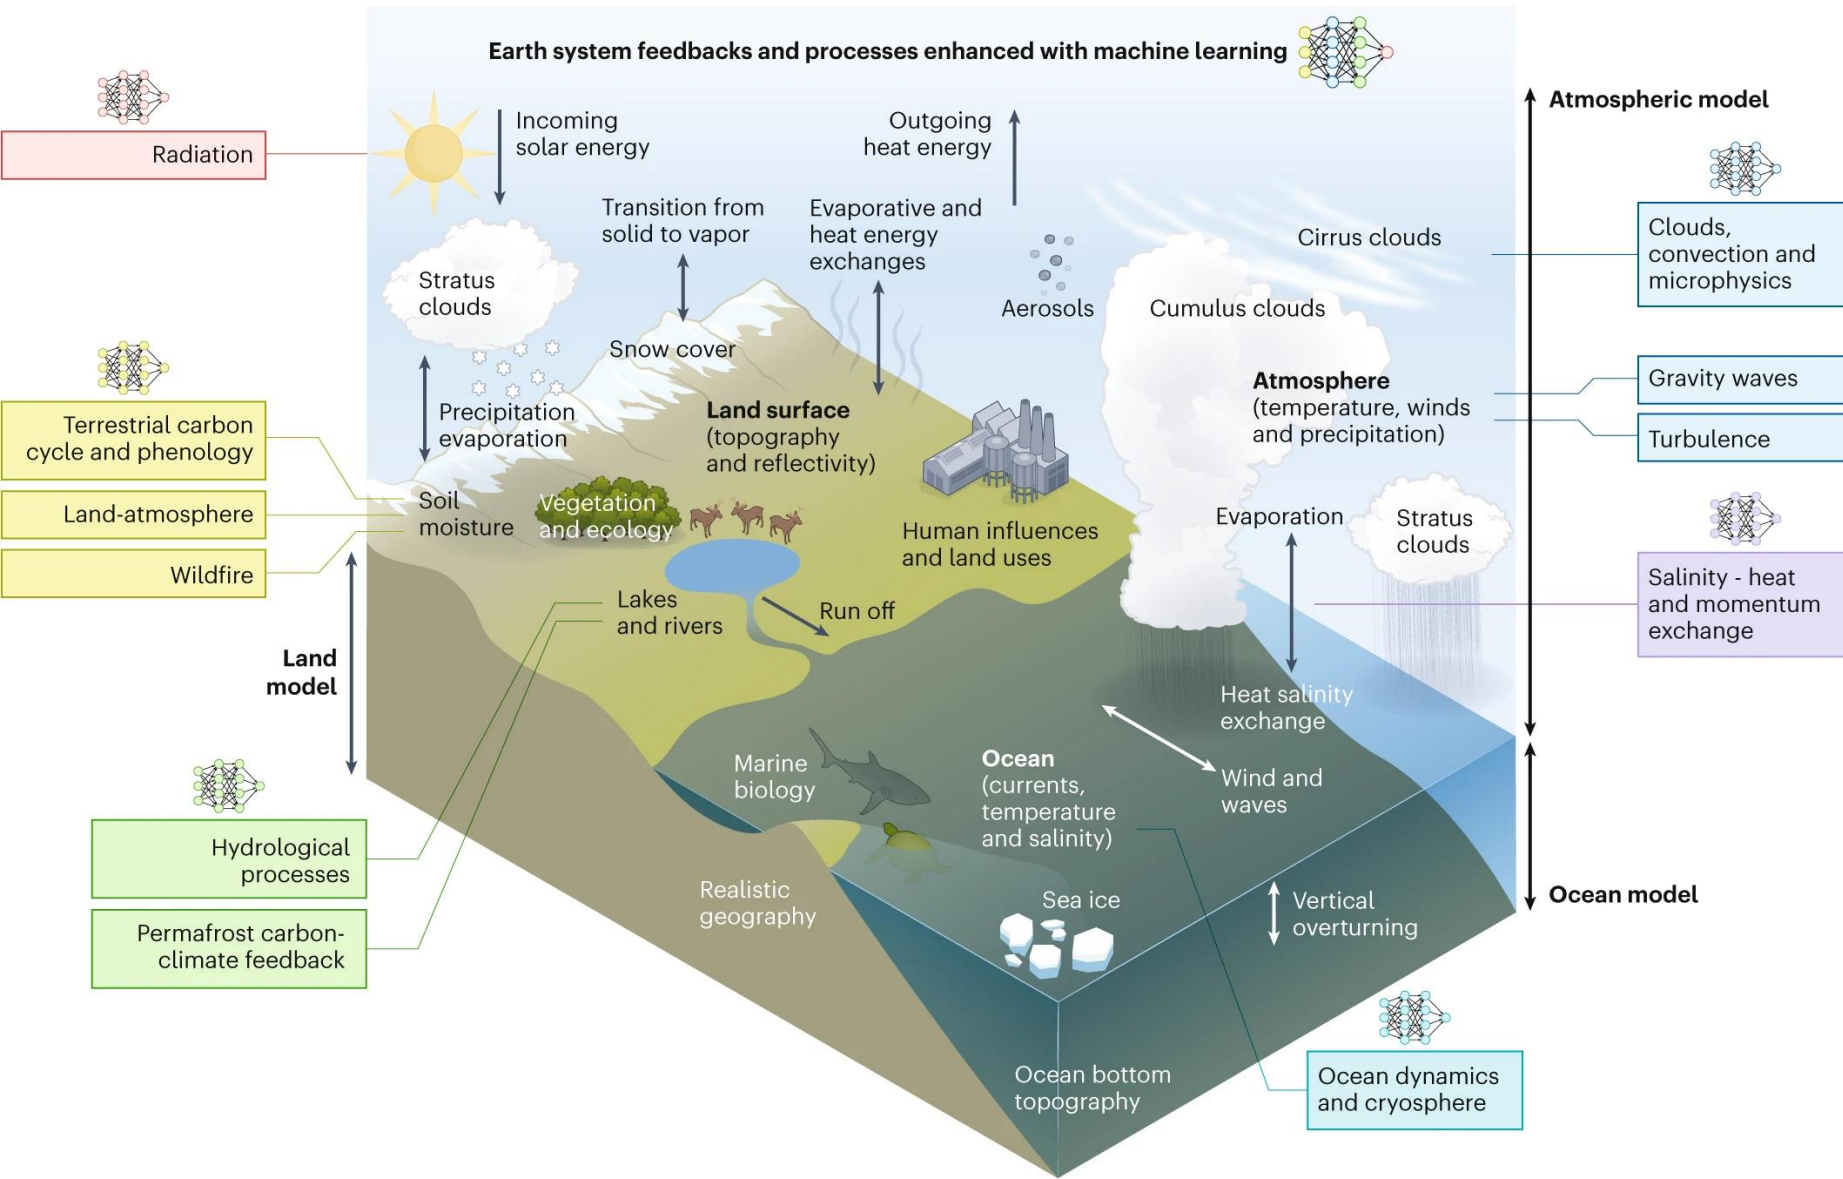 Earth system feedbacks and processes enhanced with machine learning
Radiation
Incoming
solar energy
Outgoing
heat energy
Atmospheric model
Transition from
solid to vapor
Evaporative and
heat energy
exchanges
Stratus
clouds
Aerosols
Cirrus clouds
Cumulus clouds
Clouds,
convection and
microphysics
Snow cover
Precipitation
evaporation
Land surface
(topography
and reflectivity)
Atmosphere
(temperature, winds
and precipitation)
Gravity waves
Turbulence
Terrestrial carbon
cycle and phenology
Land-atmosphere
Wildfire
Soil
moisture
Vegetation
and ecology
Human influences
and land uses
Evaporation
Stratus
clouds
Salinity - heat
and momentum
exchange
Lakes
and rivers
Run off
Land
model
Heat salinity
exchange
Marine
biology
Ocean
(currents,
temperature
and salinity)
Wind and
waves
Hydrological
processes
Permafrost carbon-
climate feedback
Realistic
geography
Sea ice
Vertical
overturning
Ocean model
Ocean bottom
topography
Ocean dynamics
and cryosphere